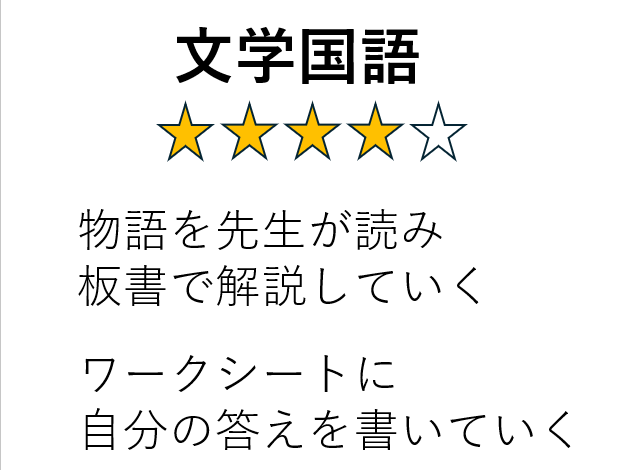 文学国語
★★★★☆
物語を先生が読み
板書で解説していく
ワークシートに
自分の答えを書いていく